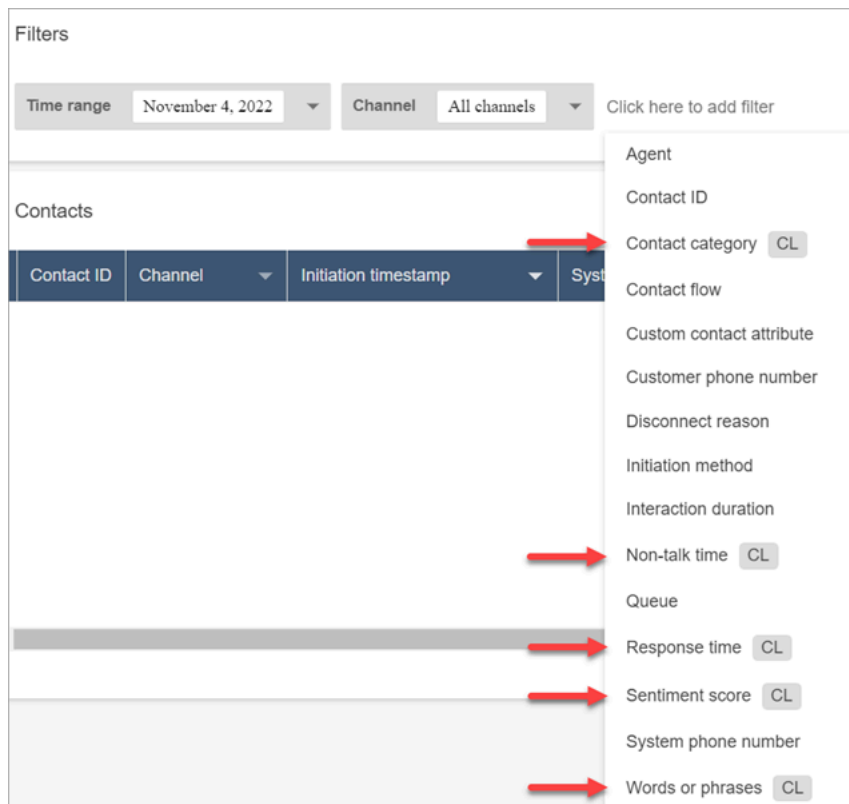 Filters
Time range November 4, 2022 Channel All channels Click here to add filter
Agent
Contact ID
Contact category CL
Contact flow
Custom contact attribute
Customer phone number
Disconnect reason
Initiation method
Interaction duration
Non-talk time CL
Queue
Response time CL
Sentiment score CL
System phone number
Words or phrases CL
Contacts
Contact ID Channel Initiation timestamp Syst